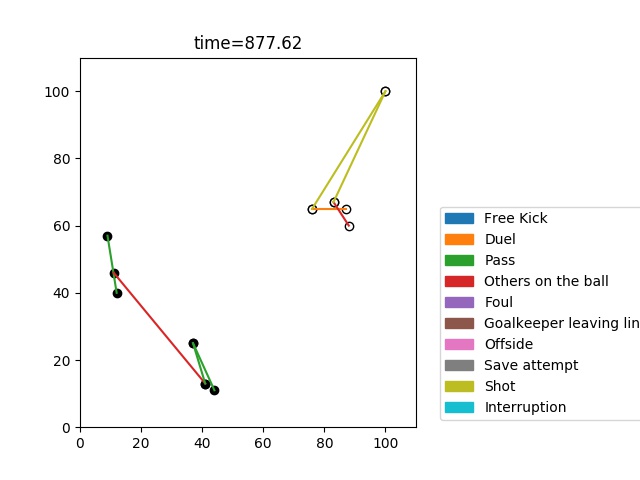 time=877.62
100
80
60
40
20
0
0 20 40 60 80 100
Free Kick
Duel
Pass
Others on the ball
Foul
Goalkeeper leaving lin
Offside
Save attempt
Shot
Interruption